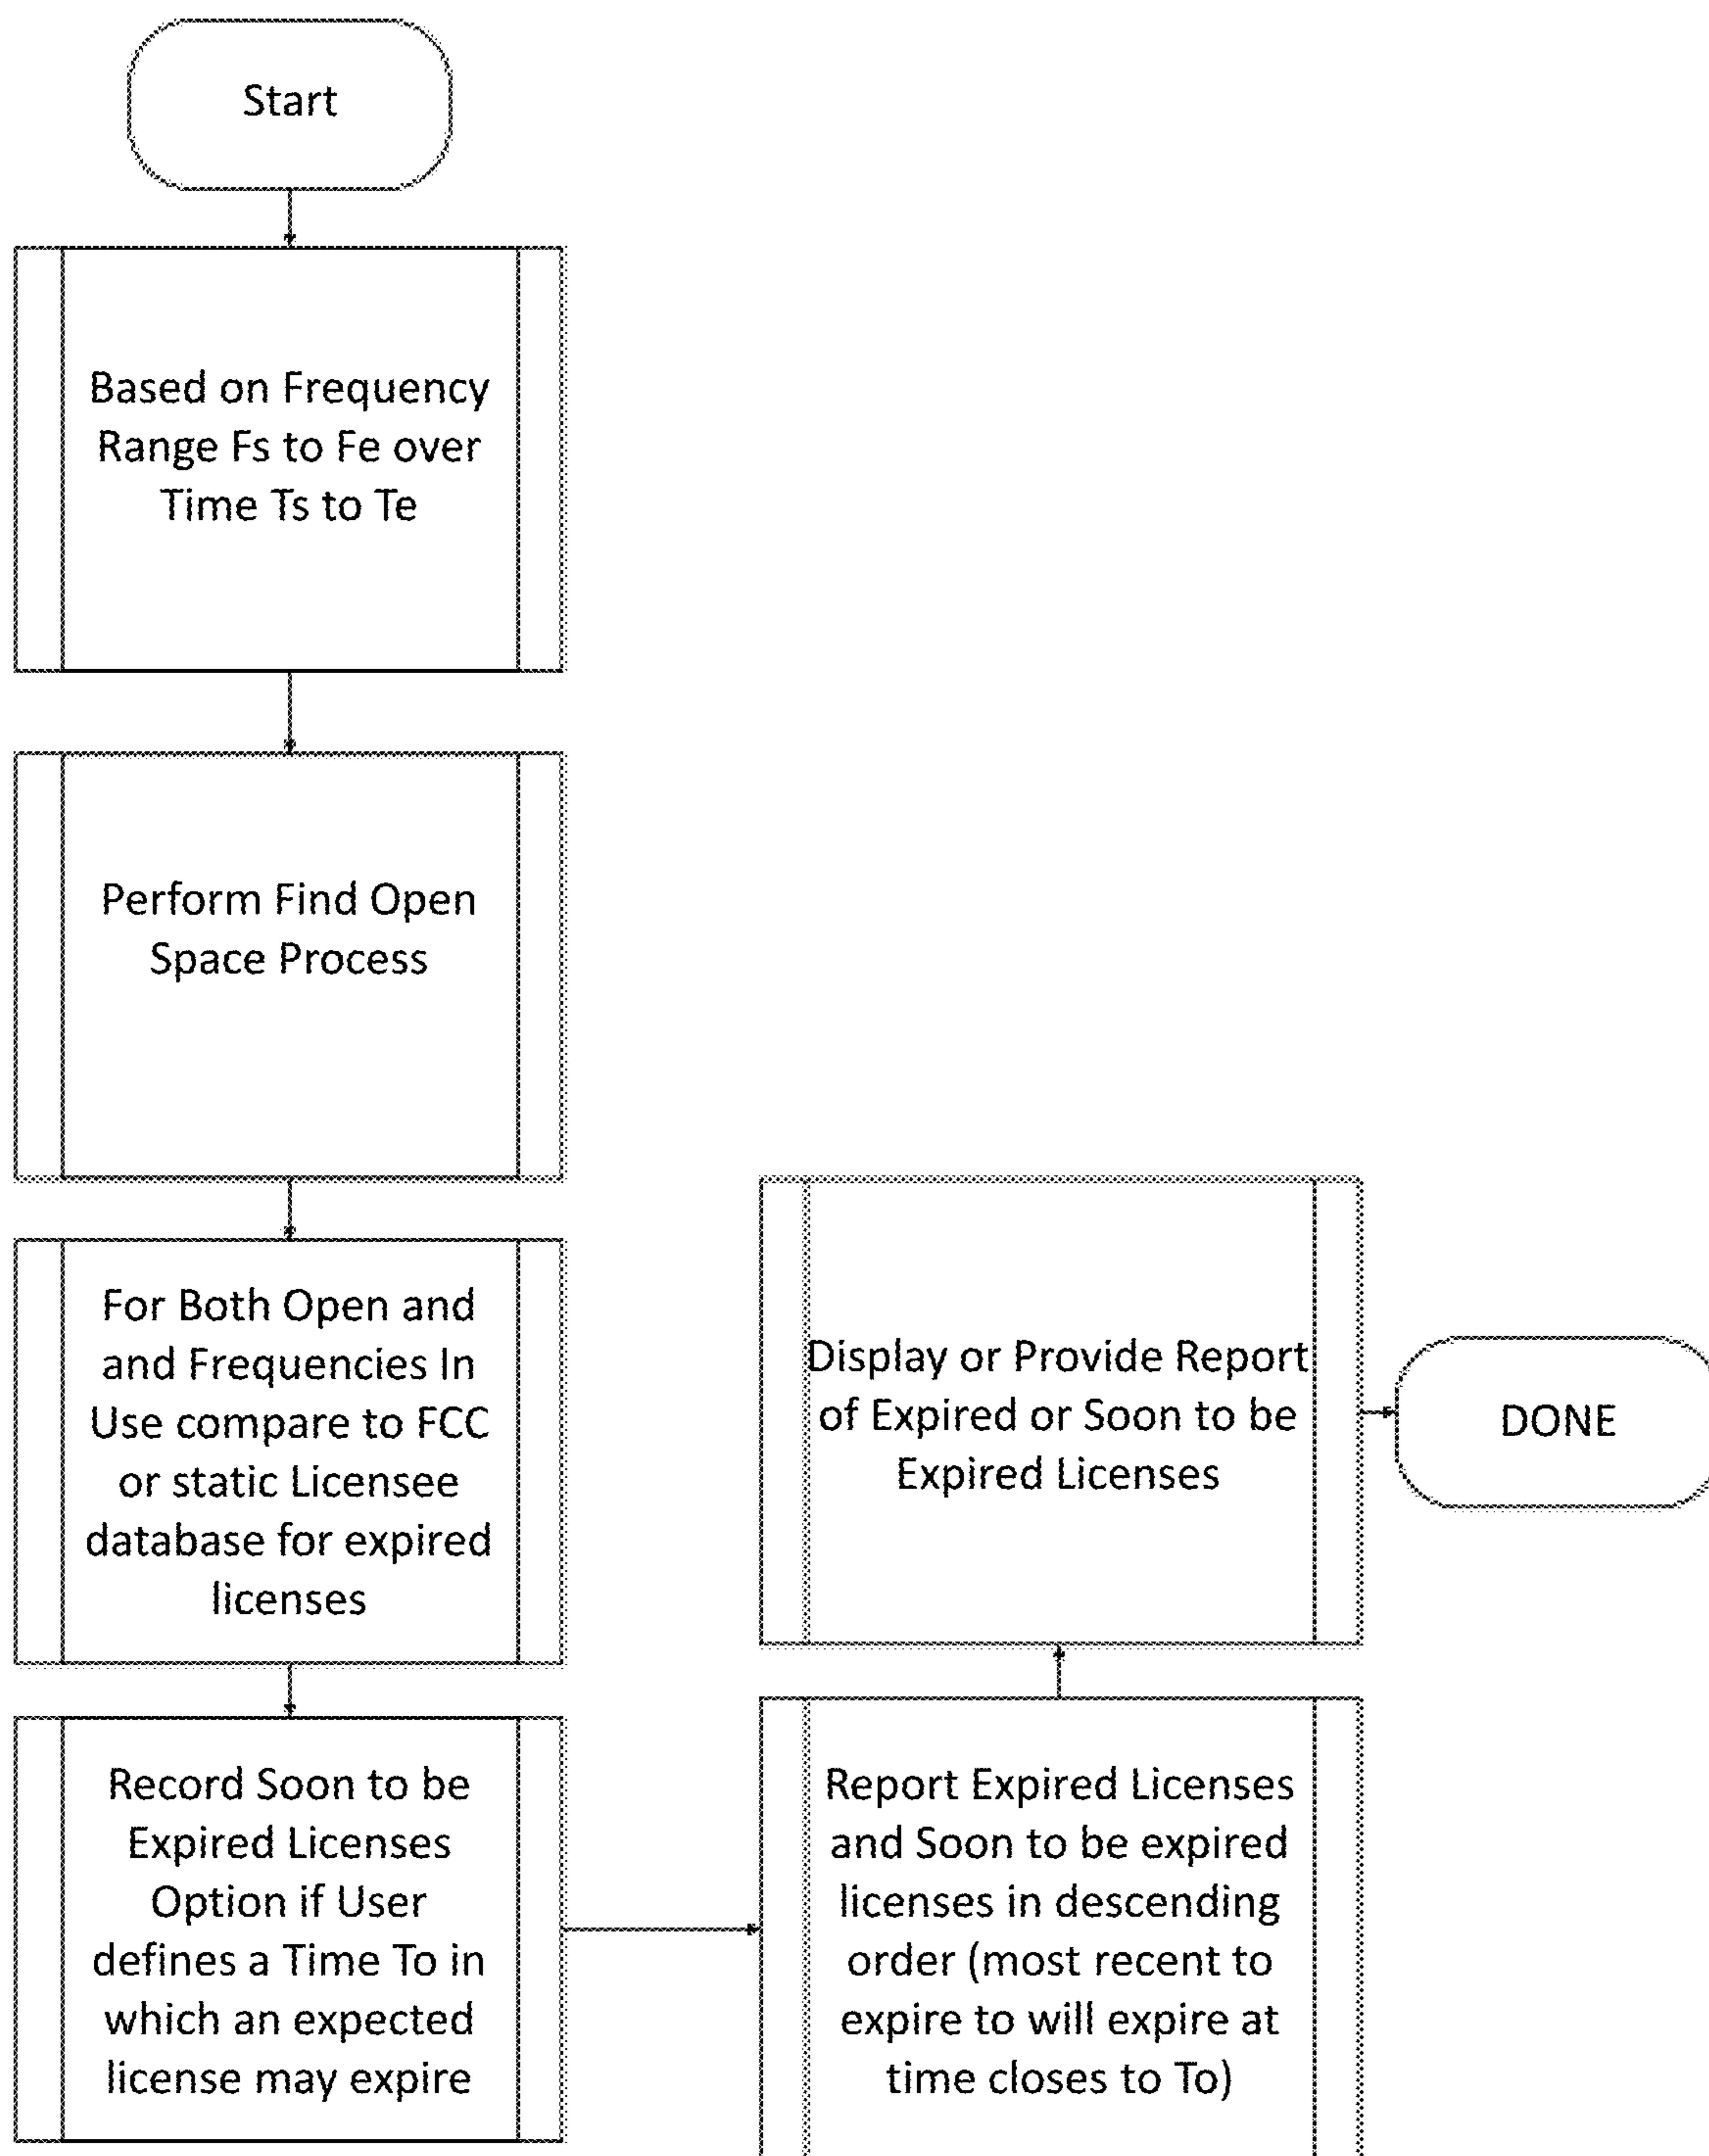 Start
Based on Frequency
Range Fs to Fe over
Time Ts to Te
Perform Find Open
Space Process
For Both Open and
and Frequencies In
Use compare to FCC
or static Licensee
database for expired
licenses
Record Soon to be
Expired Licenses
Option if User
defines a Time To in
which an expected
license may expire
Report Expired Licenses
and Soon to be expired
licenses in descending
order (most recent to
expire to will expire at
time closes to To)
Display or Provide Report
of Expired or Soon to be
Expired Licenses
DONE